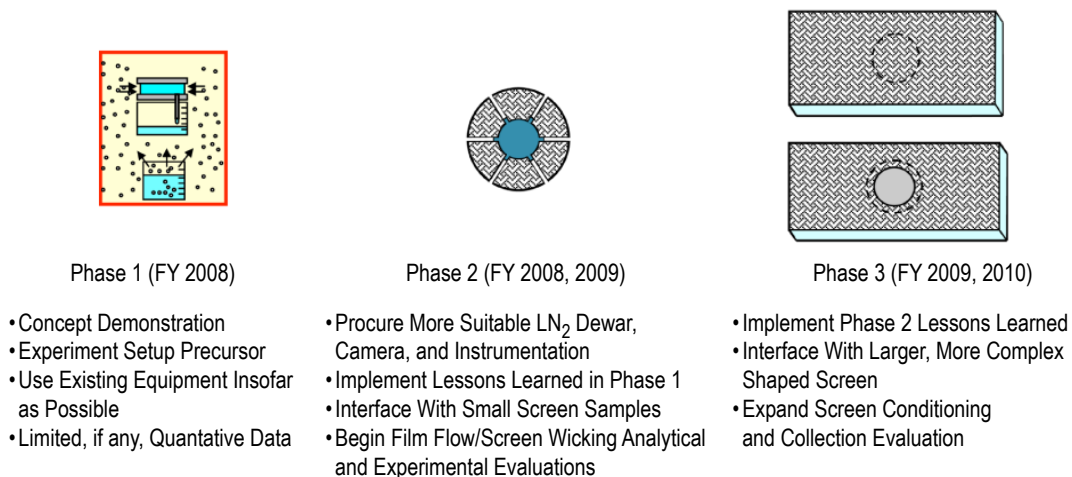 Phase 1 (FY 2008)
•Concept Demonstration
•Experiment Setup Precursor
•Use Existing Equipment Insofar
as Possible
•Limited, if any, Quantative Data
Phase 2 (FY 2008, 2009)
•Procure More Suitable LN2 Dewar,
Camera, and Instrumentation
•Implement Lessons Learned in Phase 1
•Interface With Small Screen Samples
•Begin Film Flow/Screen Wicking Analytical
and Experimental Evaluations
Phase 3 (FY 2009, 2010)
•Implement Phase 2 Lessons Learned
•Interface With Larger, More Complex
Shaped Screen
•Expand Screen Conditioning
and Collection Evaluation